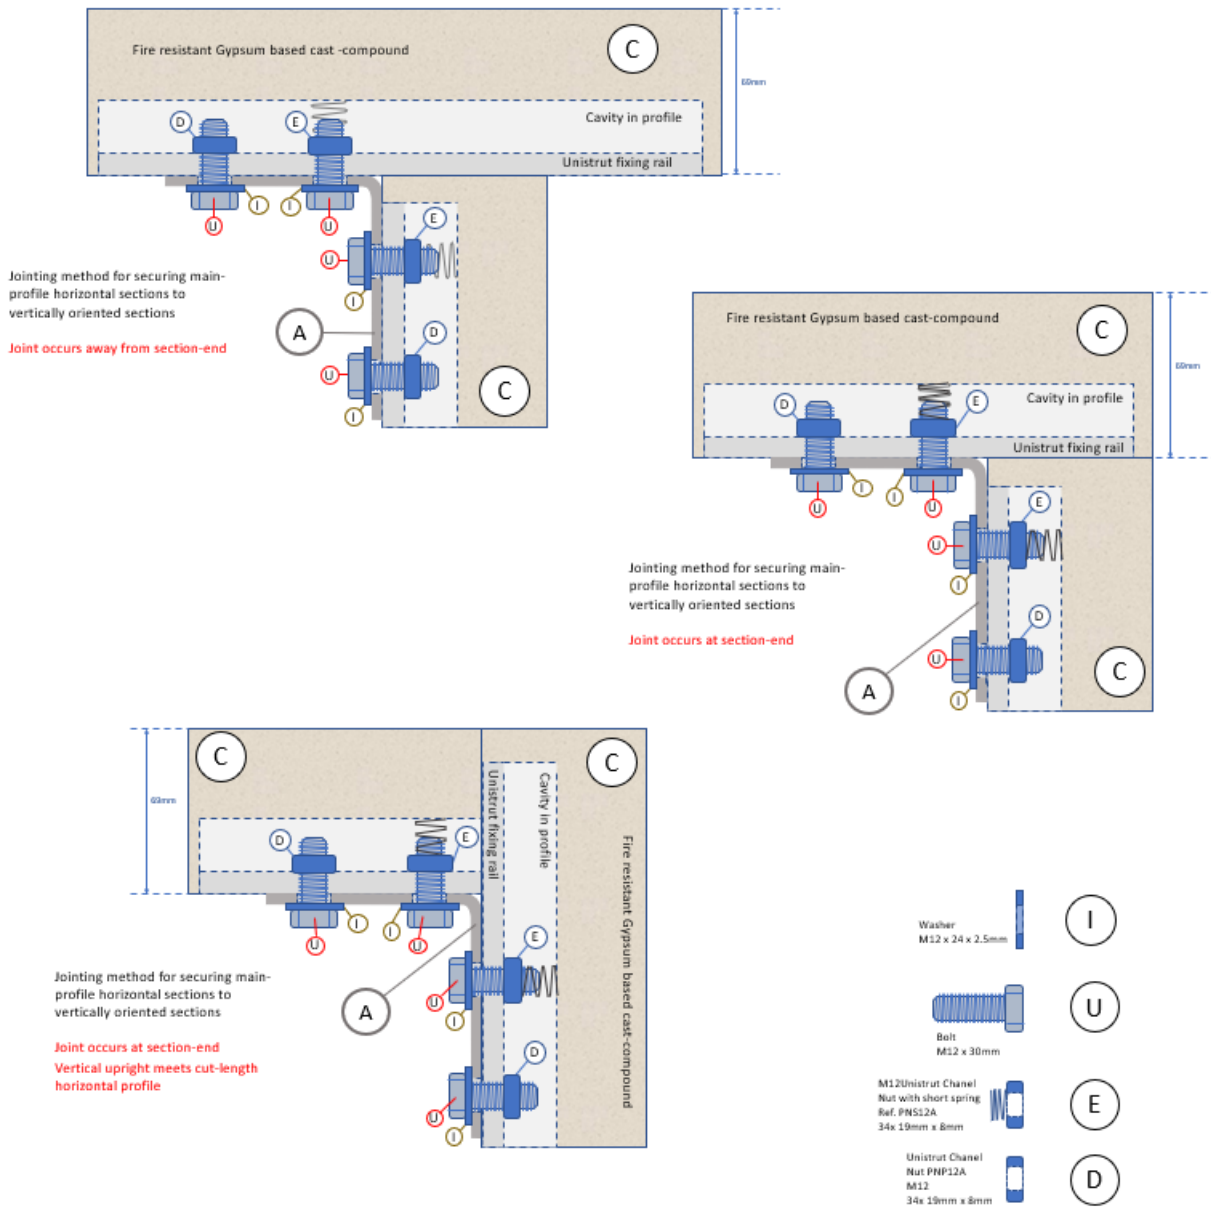 Fire resistant Gypsum based cast -compound
C
69mm
Cavity in profile
D
E
Unistrut fixing rail
I
I
U
U
E
U
I
Jointing method for securing main-
profile horizontal sections to
vertically oriented sections
Joint occurs away from section-end
A
D
U
I
C
Fire resistant Gypsum based cast-compound
C
69mm
Cavity in profile
D
E
Unistrut fixing rail
I
I
U
U
E
U
I
Jointing method for securing main-
profile horizontal sections to
vertically oriented sections
Joint occurs at section-end
D
U
I
A
C
C
C
69mm
Unistrut fixing rail
Cavity in profile
Fire resistant Gypsum based cast-compound
D
E
I
I
U
U
E
U
I
Jointing method for securing main-
profile horizontal sections to
vertically oriented sections
Joint occurs at section-end
Vertical upright meets cut-length
horizontal profile
A
D
U
I
Washer
M12 x 24 x 2.5mm
I
Bolt
M12 x 30mm
U
M12Unistrut Chanel
Nut with short spring
Ref. PNS12A
34x 19mm x 8mm
E
Unistrut Chanel
Nut PNP12A
M12
34x 19mm x 8mm
D